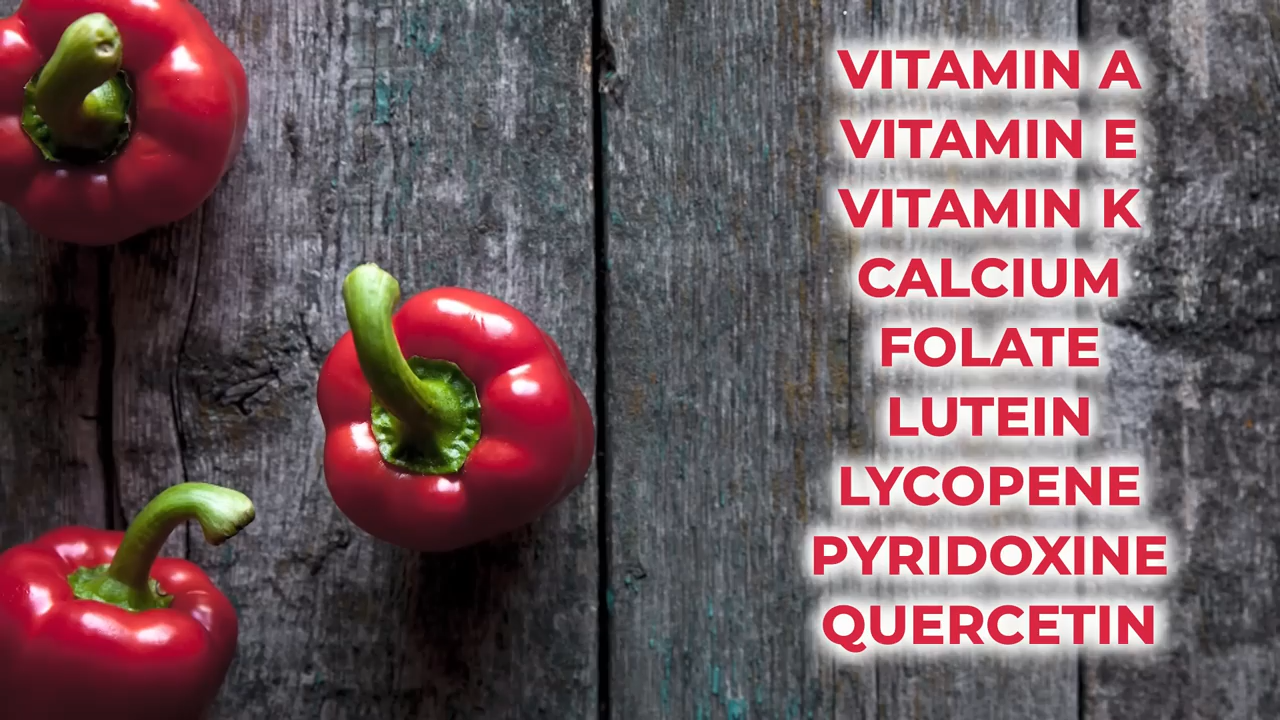 VITAMIN A
VITAMIN E
VITAMIN K
CALCIUM
FOLATE
LUTEIN
LYCOPENE
PYRIDOXINE
QUERCETIN